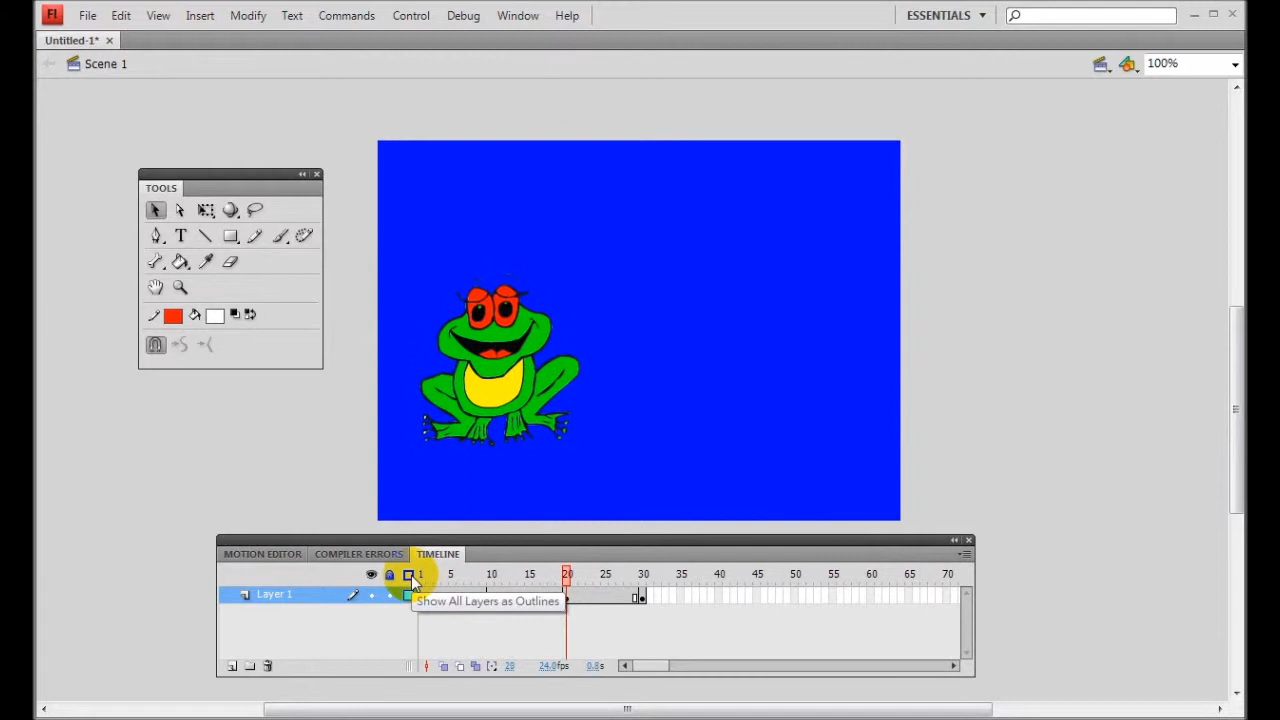 Fl File Edit View Insert Modify Text Commands Control Debug Window Help ESSENTIALS
Untitled-1*
Scene 1 100%
TOOLS
T
MOTION EDITOR COMPILER ERRORS TIMELINE
1 5 10 15 20 25 30 35 40 45 50 55 60 65 70
Layer 1
Show All Layers as Outlines
20 24.0fps 0.8s